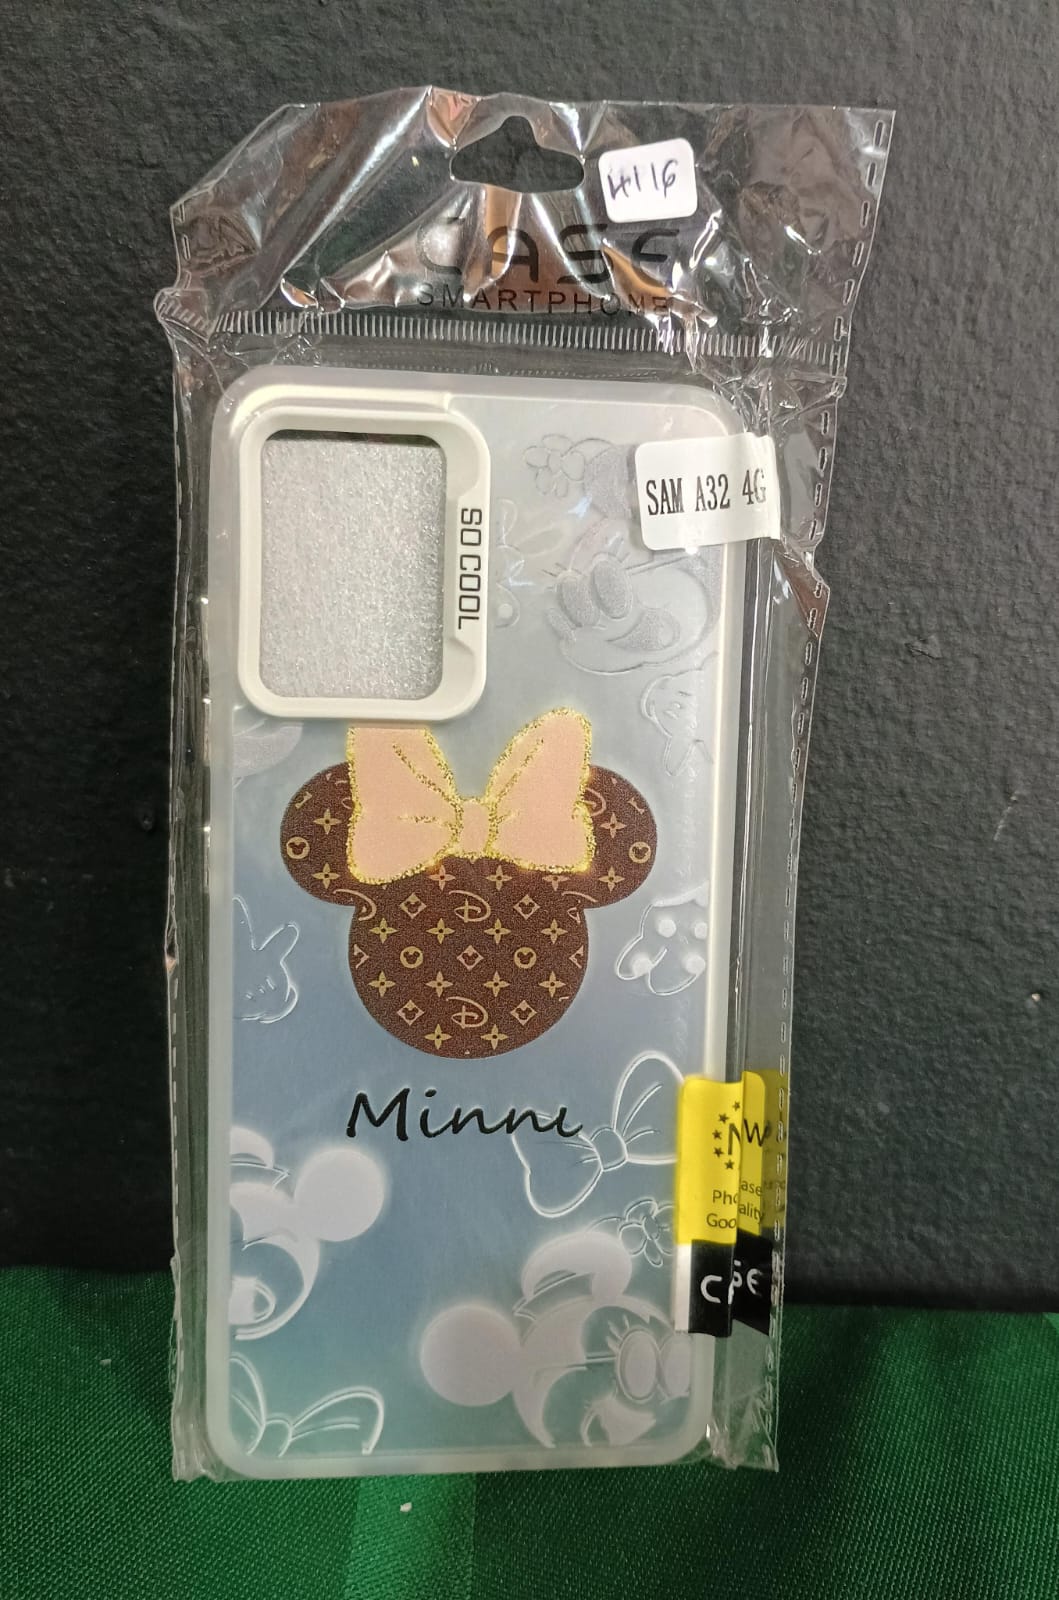 4116
CASE
SMARTPHONE
SAM A32 4G
SO COOL
Minni